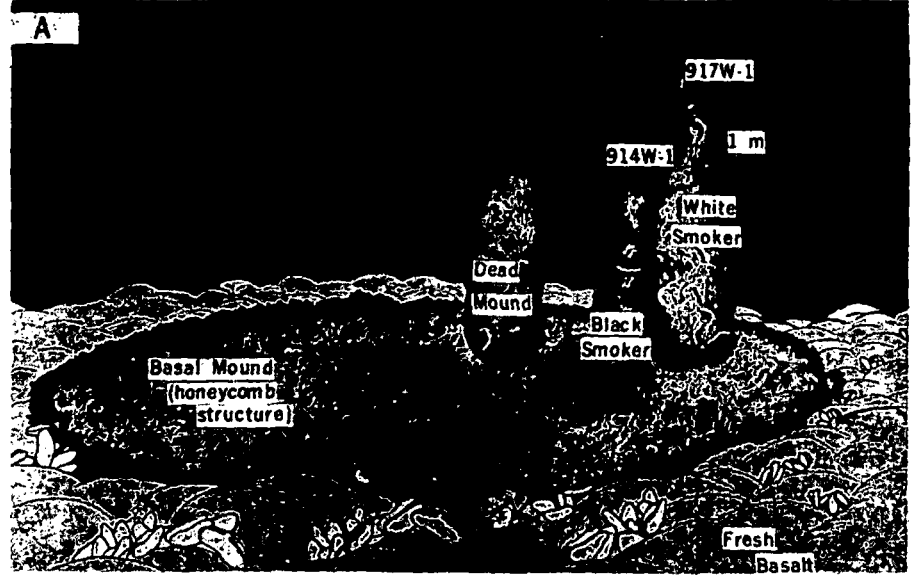 A
917W-1
1 m
914W-1
White
Smoker
Dead
Mound
Black
Smoker
Basal Mound
(honeycomb
structure)
Fresh
Basalt